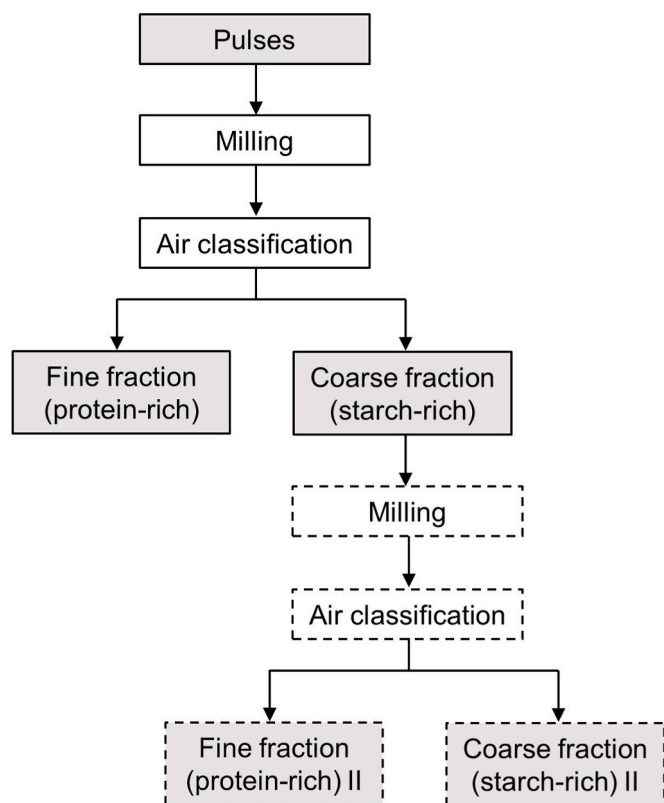 Pulses
Milling
Air classification
Fine fraction
(protein-rich)
Coarse fraction
(starch-rich)
Milling
Air classification
Fine fraction
(protein-rich) II
Coarse fraction
(starch-rich) II